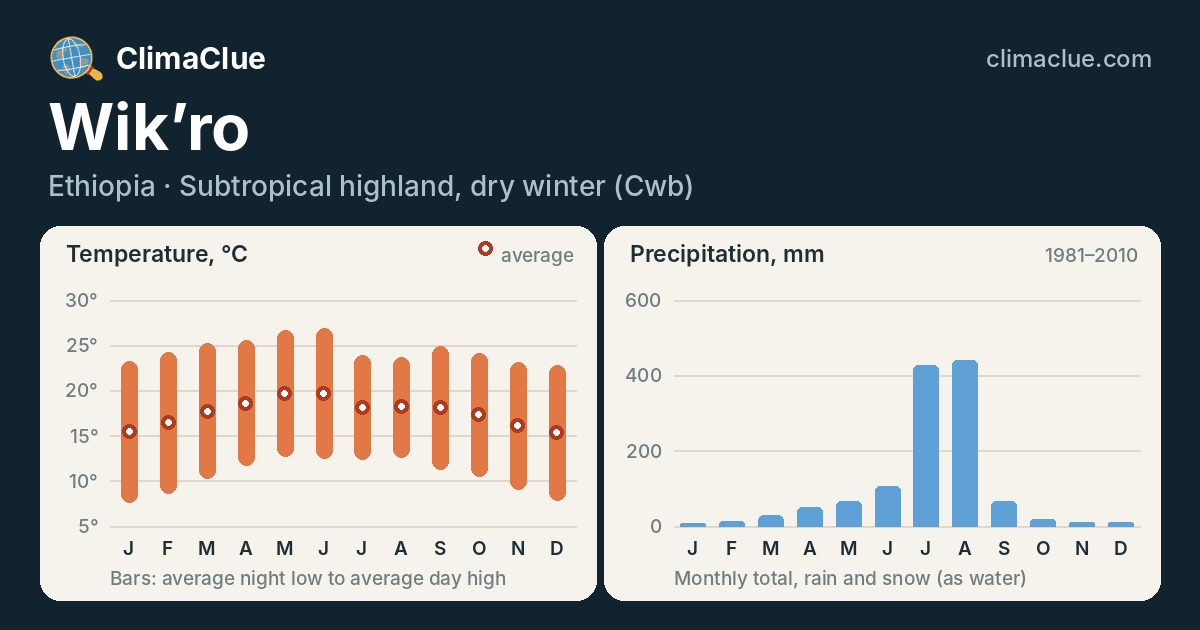 ClimaClue
climaclue.com
Wik’ro
Ethiopia · Subtropical highland, dry winter (Cwb)
Temperature, °C
average
30°
25°
20°
15°
10°
5°
J F M A M J J A S O N D
Bars: average night low to average day high
Precipitation, mm
1981–2010
600
400
200
0
J F M A M J J A S O N D
Monthly total, rain and snow (as water)